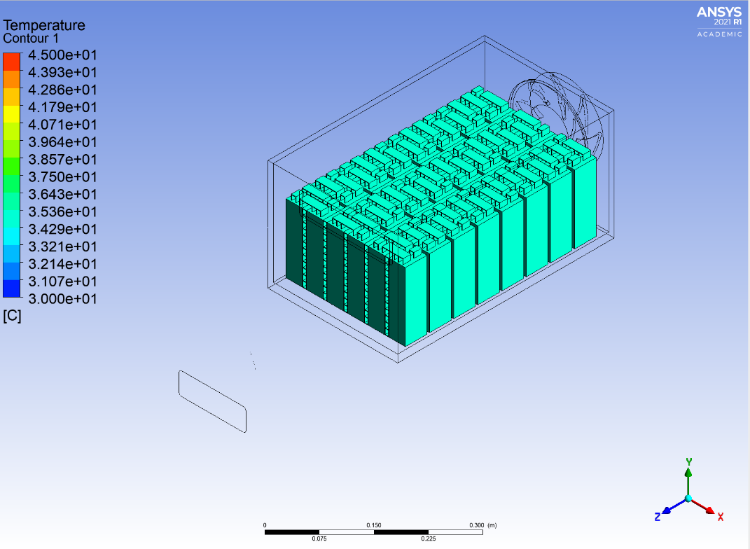 ANSYS
2021 R1
ACADEMIC
Temperature
Contour 1
4.500e+01
4.393e+01
4.286e+01
4.179e+01
4.071e+01
3.964e+01
3.857e+01
3.750e+01
3.643e+01
3.536e+01
3.429e+01
3.321e+01
3.214e+01
3.107e+01
3.000e+01
[C]
Y
Z
X
0 0.150 0.300 (m)
0.075 0.225